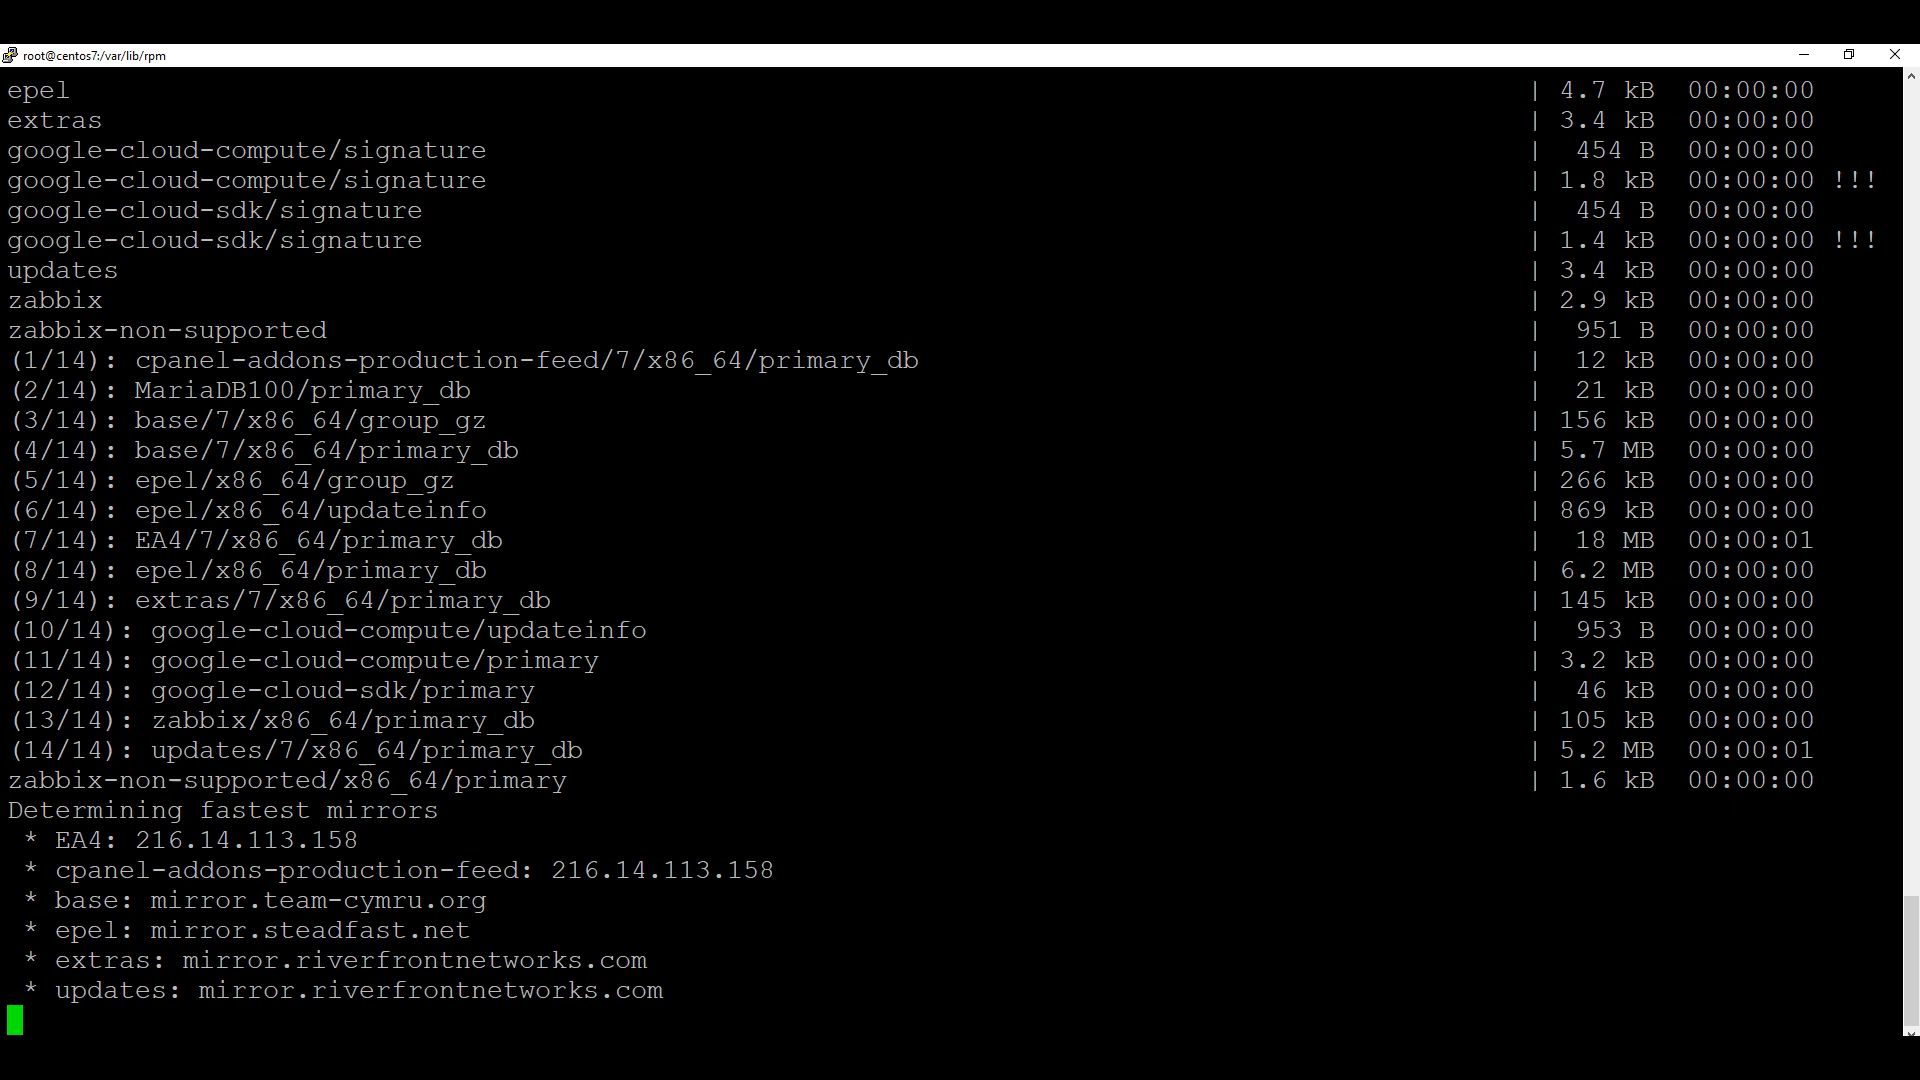 root@centos7:/var/lib/rpm
epel | 4.7 kB 00:00:00
extras | 3.4 kB 00:00:00
google-cloud-compute/signature | 454 B 00:00:00
google-cloud-compute/signature | 1.8 kB 00:00:00 !!!
google-cloud-sdk/signature | 454 B 00:00:00
google-cloud-sdk/signature | 1.4 kB 00:00:00 !!!
updates | 3.4 kB 00:00:00
zabbix | 2.9 kB 00:00:00
zabbix-non-supported | 951 B 00:00:00
(1/14): cpanel-addons-production-feed/7/x86_64/primary_db | 12 kB 00:00:00
(2/14): MariaDB100/primary_db | 21 kB 00:00:00
(3/14): base/7/x86_64/group_gz | 156 kB 00:00:00
(4/14): base/7/x86_64/primary_db | 5.7 MB 00:00:00
(5/14): epel/x86_64/group_gz | 266 kB 00:00:00
(6/14): epel/x86_64/updateinfo | 869 kB 00:00:00
(7/14): EA4/7/x86_64/primary_db | 18 MB 00:00:01
(8/14): epel/x86_64/primary_db | 6.2 MB 00:00:00
(9/14): extras/7/x86_64/primary_db | 145 kB 00:00:00
(10/14): google-cloud-compute/updateinfo | 953 B 00:00:00
(11/14): google-cloud-compute/primary | 3.2 kB 00:00:00
(12/14): google-cloud-sdk/primary | 46 kB 00:00:00
(13/14): zabbix/x86_64/primary_db | 105 kB 00:00:00
(14/14): updates/7/x86_64/primary_db | 5.2 MB 00:00:01
zabbix-non-supported/x86_64/primary | 1.6 kB 00:00:00
Determining fastest mirrors
* EA4: 216.14.113.158
* cpanel-addons-production-feed: 216.14.113.158
* base: mirror.team-cymru.org
* epel: mirror.steadfast.net
* extras: mirror.riverfrontnetworks.com
* updates: mirror.riverfrontnetworks.com